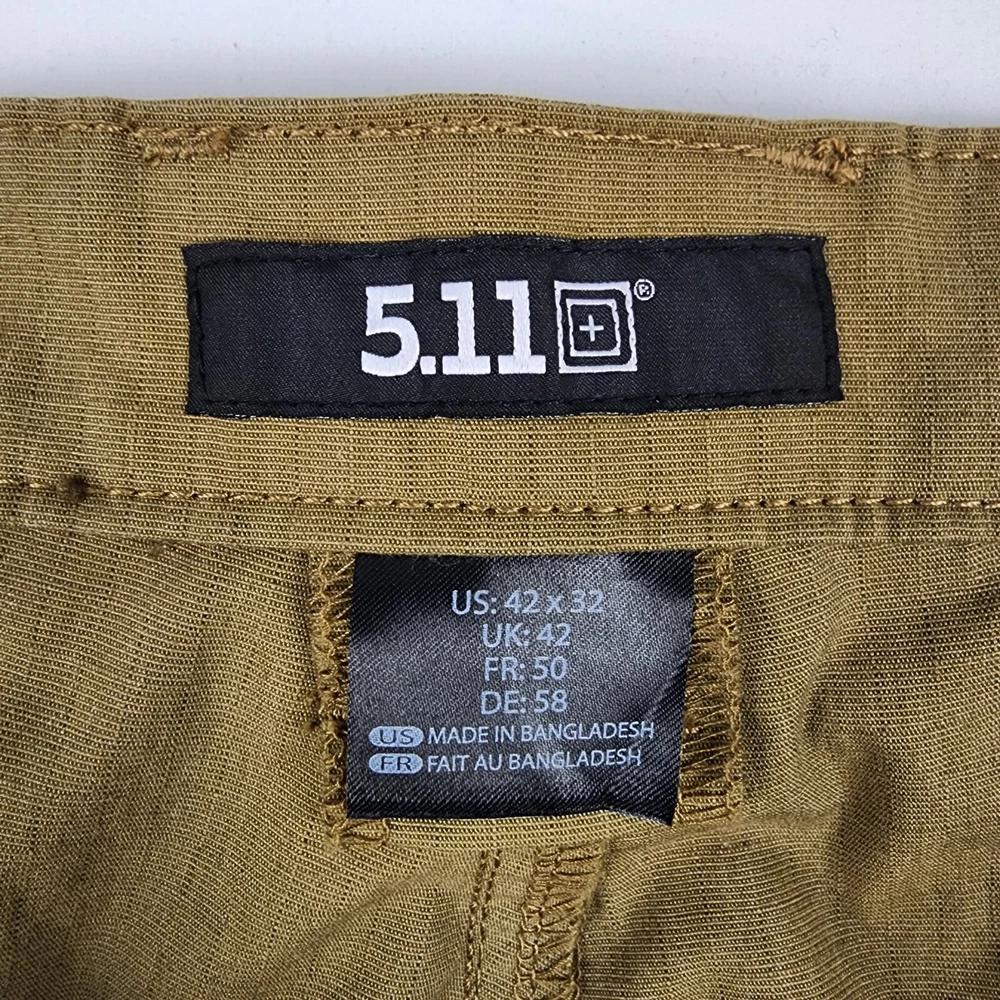 5.11®
US: 42 x 32
UK: 42
FR: 50
DE: 58
US MADE IN BANGLADESH
FR FAIT AU BANGLADESH